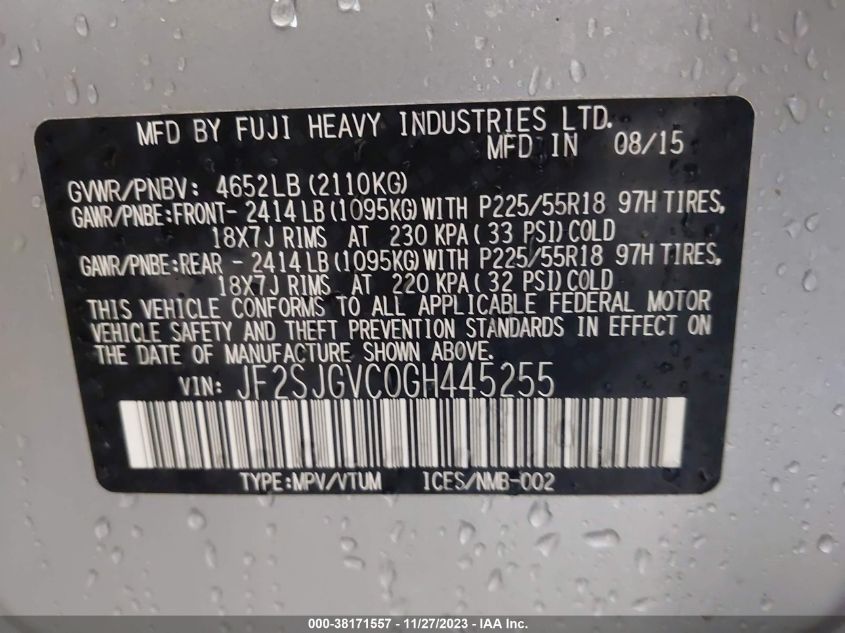 MFD BY FUJI HEAVY INDUSTRIES LTD.
MFD IN 08/15
GVWR/PNBV: 4652LB (2110KG)
GAWR/PNBE:FRONT- 2414 LB (1095KG) WITH P225/55R18 97H TIRES,
18X7J RIMS AT 230 KPA ( 33 PSI) COLD
GAWR/PNBE:REAR - 2414 LB (1095KG) WITH P225/55R18 97H TIRES,
18X7J RIMS AT 220 KPA ( 32 PSI) COLD
THIS VEHICLE CONFORMS TO ALL APPLICABLE FEDERAL MOTOR
VEHICLE SAFETY AND THEFT PREVENTION STANDARDS IN EFFECT ON
THE DATE OF MANUFACTURE SHOWN ABOVE.
VIN: JF2SJGVC0GH445255
TYPE:MPV/VTUM ICES/NMB-002
000-38171557 - 11/27/2023 - IAA Inc.